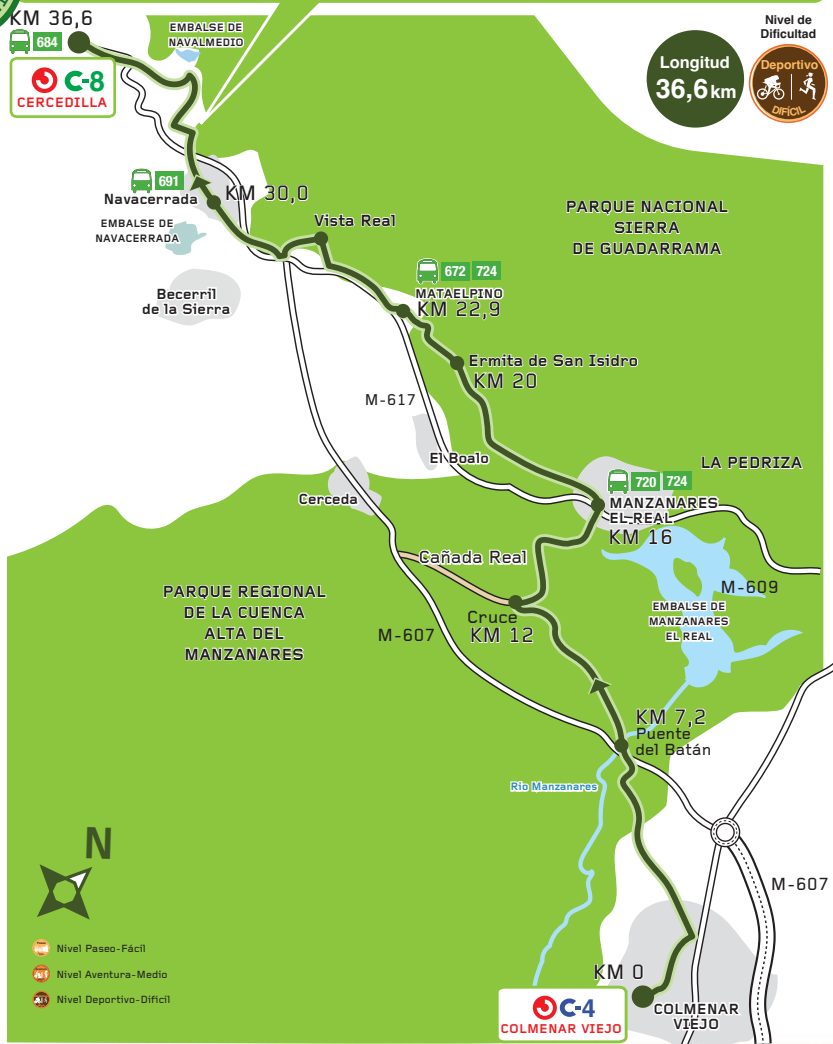 KM 36,6
684
C-8
CERCEDILLA
EMBALSE DE
NAVALMEDIO
Longitud
36,6 km
Nivel de
Dificultad
Deportivo
DIFÍCIL
691
Navacerrada
KM 30,0
EMBALSE DE
NAVACERRADA
Vista Real
PARQUE NACIONAL
SIERRA
DE GUADARRAMA
Becerril
de la Sierra
672 724
MATAELPINO
KM 22,9
Ermita de San Isidro
KM 20
M-617
El Boalo
LA PEDRIZA
Cerceda
720 724
MANZANARES
EL REAL
KM 16
Cañada Real
PARQUE REGIONAL
DE LA CUENCA
ALTA DEL
MANZANARES
M-609
EMBALSE DE
MANZANARES
EL REAL
Cruce
KM 12
M-607
KM 7,2
Puente
del Batán
Río Manzanares
N
M-607
Nivel Paseo-Fácil
Nivel Aventura-Medio
Nivel Deportivo-Difícil
KM 0
C-4
COLMENAR VIEJO
COLMENAR
VIEJO